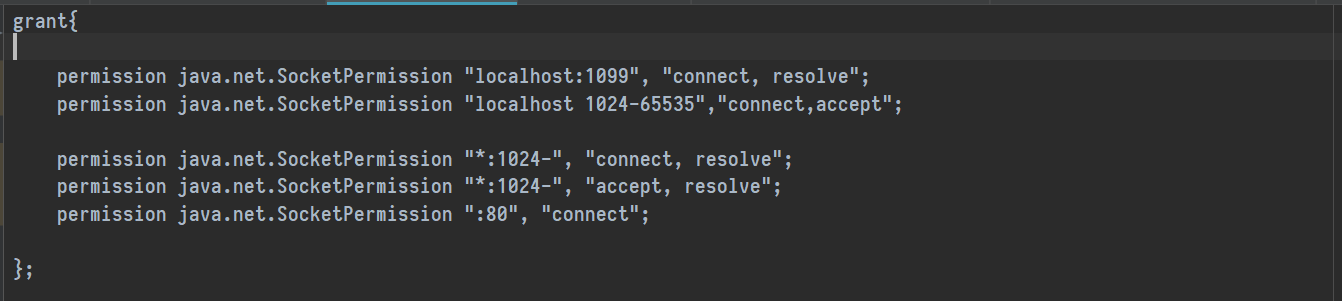 grant{
permission java.net.SocketPermission "localhost:1099", "connect, resolve";
permission java.net.SocketPermission "localhost 1024-65535","connect,accept";
permission java.net.SocketPermission "*:1024-", "connect, resolve";
permission java.net.SocketPermission "*:1024-", "accept, resolve";
permission java.net.SocketPermission ":80", "connect";
};